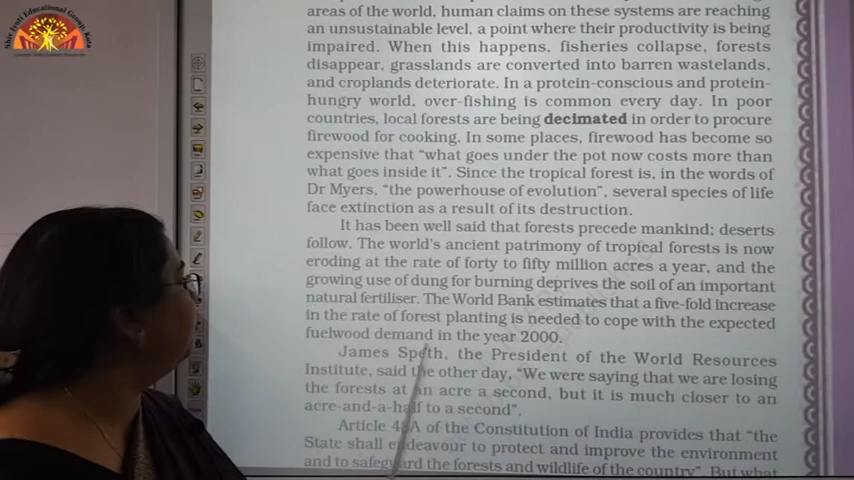 Shiv Jyoti Educational Group, Kota
areas of the world, human claims on these systems are reaching
an unsustainable level, a point where their productivity is being
impaired. When this happens, fisheries collapse, forests
disappear, grasslands are converted into barren wastelands,
and croplands deteriorate. In a protein-conscious and protein-
hungry world, over-fishing is common every day. In poor
countries, local forests are being decimated in order to procure
firewood for cooking. In some places, firewood has become so
expensive that “what goes under the pot now costs more than
what goes inside it”. Since the tropical forest is, in the words of
Dr Myers, “the powerhouse of evolution”, several species of life
face extinction as a result of its destruction.
It has been well said that forests precede mankind; deserts
follow. The world's ancient patrimony of tropical forests is now
eroding at the rate of forty to fifty million acres a year, and the
growing use of dung for burning deprives the soil of an important
natural fertiliser. The World Bank estimates that a five-fold increase
in the rate of forest planting is needed to cope with the expected
fuelwood demand in the year 2000.
James Speth, the President of the World Resources
Institute, said the other day, “We were saying that we are losing
the forests at an acre a second, but it is much closer to an
acre-and-a-half to a second”.
Article 48A of the Constitution of India provides that “the
State shall endeavour to protect and improve the environment
and to safeguard the forests and wildlife of the country”. But what